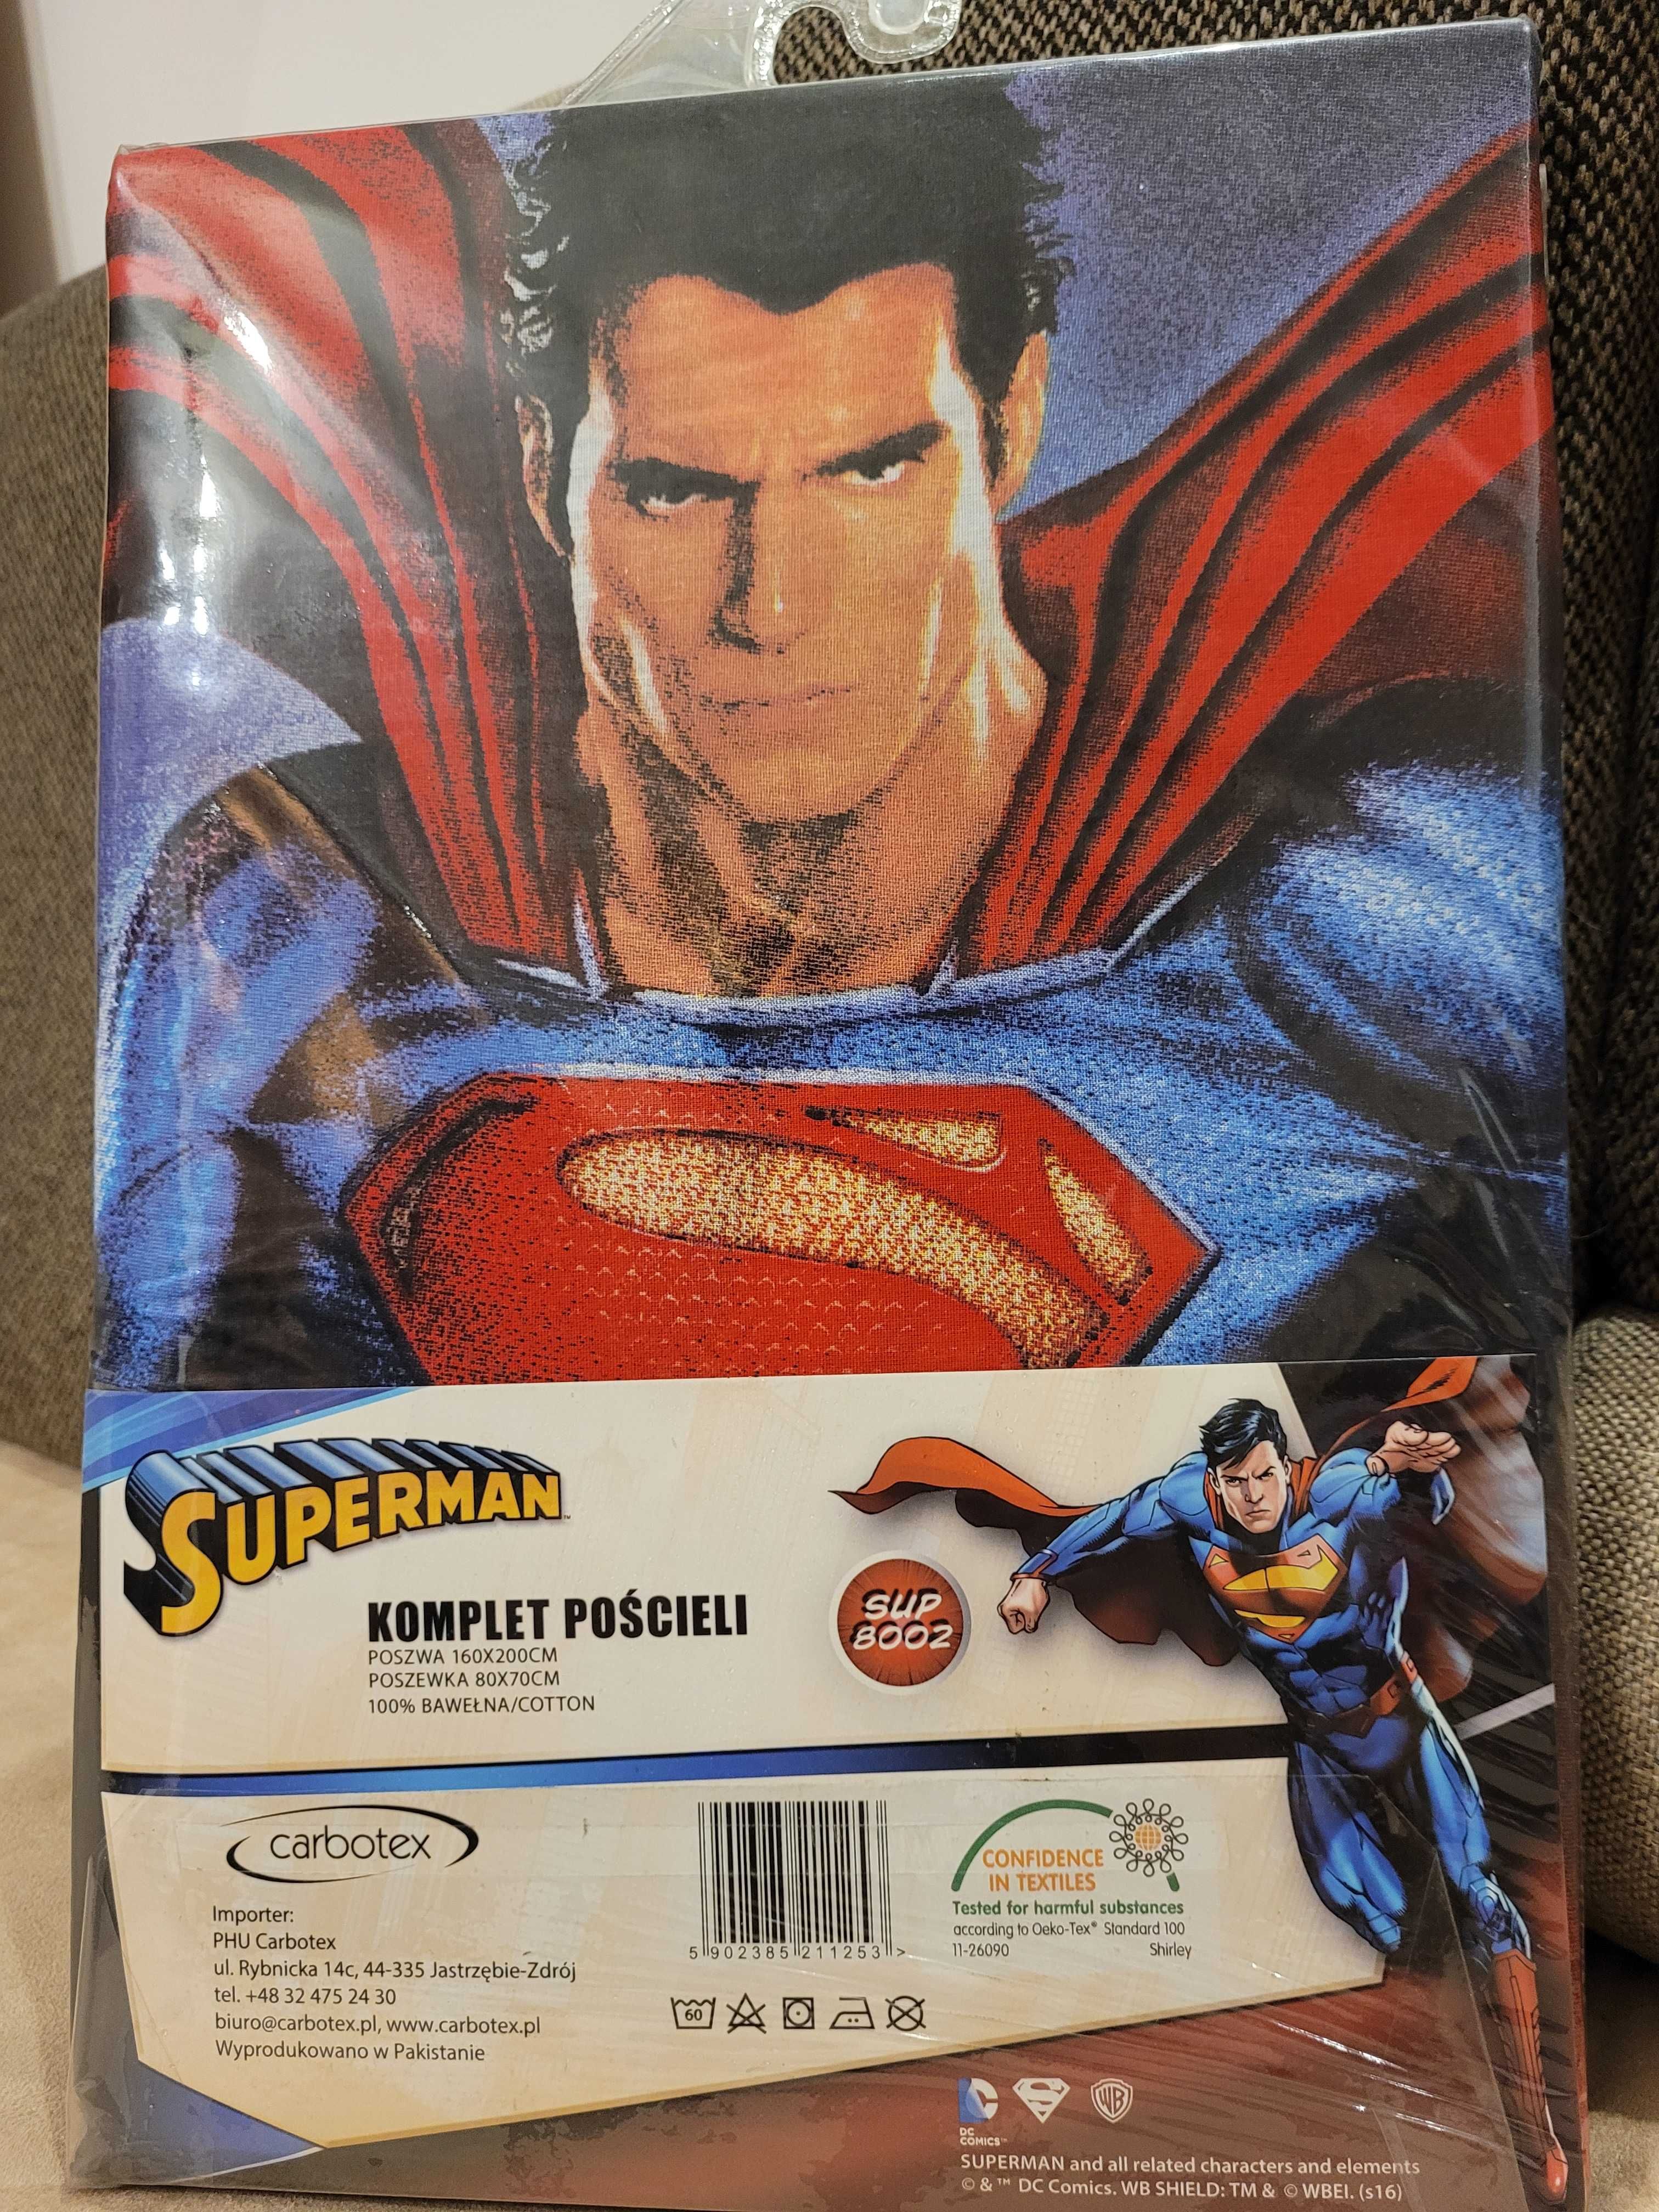 SUPERMAN™
KOMPLET POŚCIELI
POSZWA 160X200CM
POSZEWKA 80X70CM
100% BAWEŁNA/COTTON
SUP
8002
carbotex
Importer:
PHU Carbotex
ul. Rybnicka 14c, 44-335 Jastrzębie-Zdrój
tel. +48 32 475 24 30
biuro@carbotex.pl, www.carbotex.pl
Wyprodukowano w Pakistanie
5 902385 211253 >
60
CONFIDENCE
IN TEXTILES
Tested for harmful substances
according to Oeko-Tex® Standard 100
11-26090 Shirley
S
WB
DC
COMICS™
SUPERMAN and all related characters and elements
© & ™ DC Comics. WB SHIELD: TM & © WBEI. (s16)